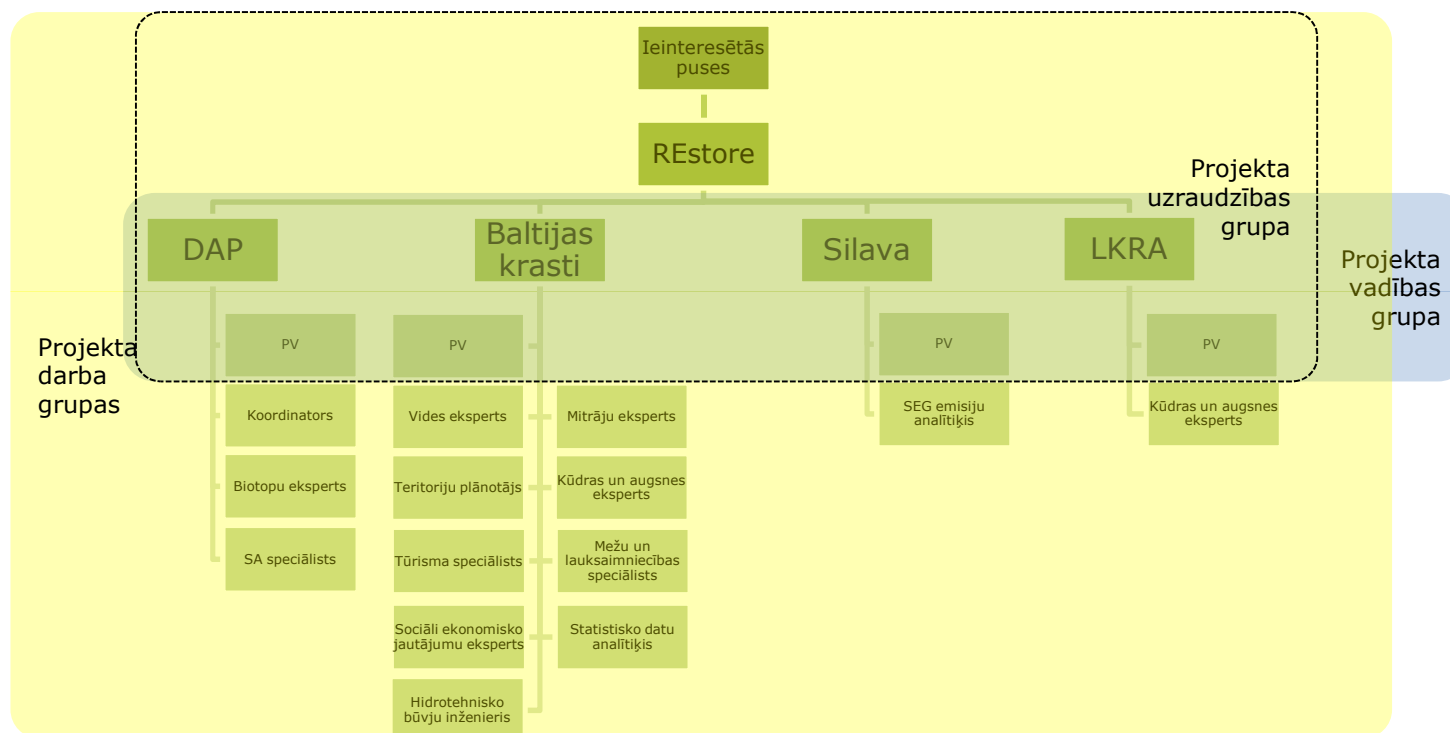 Ieinteresētās
puses
REstore
Projekta
uzraudzības
grupa
Projekta
vadības
grupa
Projekta
darba
grupas
DAP
Baltijas
krasti
Silava
LKRA
PV
Koordinators
Biotopu eksperts
SA speciālists
PV
Vides eksperts
Teritoriju plānotājs
Tūrisma speciālists
Sociāli ekonomisko
jautājumu eksperts
Hidrotehnisko
būvju inženieris
Mitrāju eksperts
Kūdras un augsnes
eksperts
Mežu un
lauksaimniecības
speciālists
Statistisko datu
analītiķis
PV
SEG emisiju
analītiķis
PV
Kūdras un augsnes
eksperts